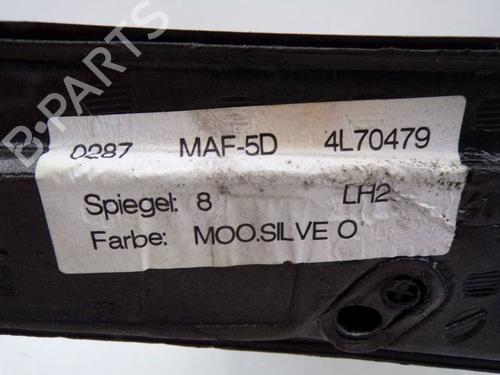 B-PARTS
0287 MAF-5D 4L70479
Spiegel: 8 LH2
Farbe: MOO.SILVE O